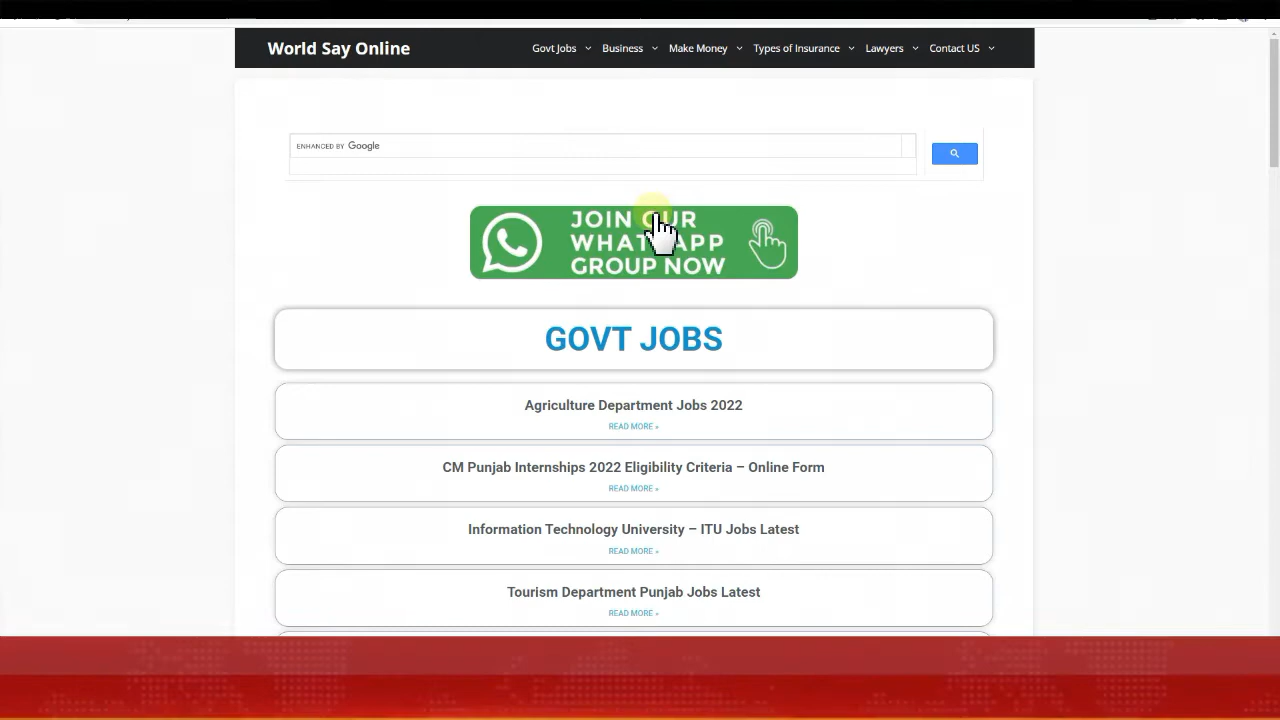 World Say Online
Govt Jobs
Business
Make Money
Types of Insurance
Lawyers
Contact US
ENHANCED BY Google
JOIN OUR
WHATSAPP
GROUP NOW
GOVT JOBS
Agriculture Department Jobs 2022
READ MORE »
CM Punjab Internships 2022 Eligibility Criteria – Online Form
READ MORE »
Information Technology University – ITU Jobs Latest
READ MORE »
Tourism Department Punjab Jobs Latest
READ MORE »